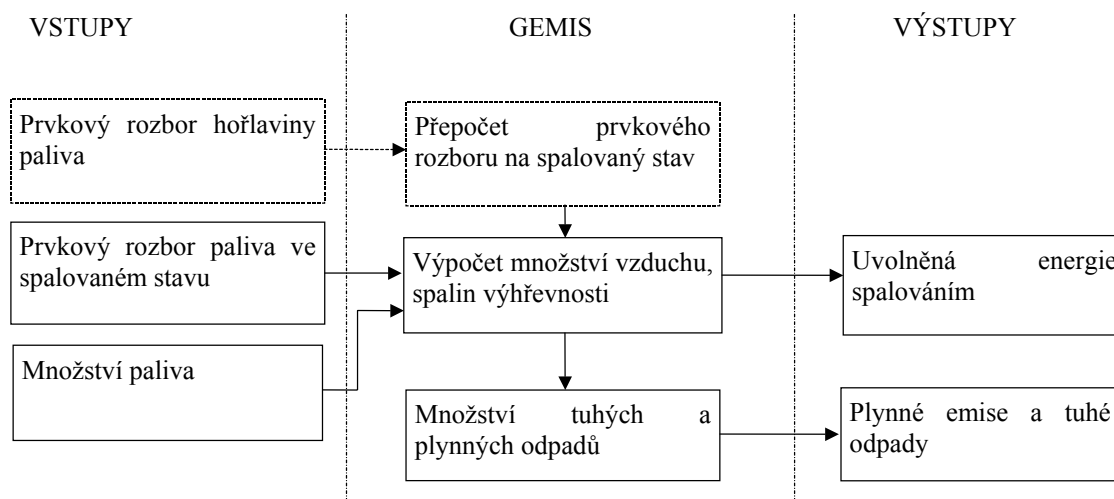 VSTUPY
GEMIS
VÝSTUPY
Prvkový rozbor hořlaviny
paliva
Přepočet prvkového
rozboru na spalovaný stav
Prvkový rozbor paliva ve
spalovaném stavu
Výpočet množství vzduchu,
spalin výhřevnosti
Uvolněná energie
spalováním
Množství paliva
Množství tuhých a
plynných odpadů
Plynné emise a tuhé
odpady